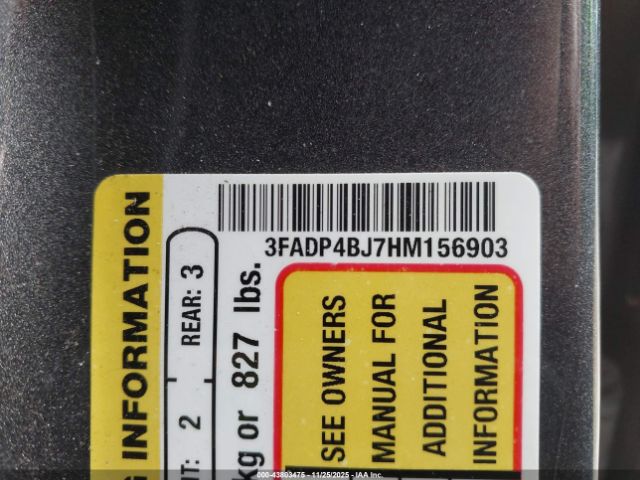 3FADP4BJ7HM156903
INFORMATION
REAR: 3
2
kg or 827 lbs.
SEE OWNERS
MANUAL FOR
ADDITIONAL
INFORMATION
© - 43803475 - 11/25/2025 - IAA Inc.